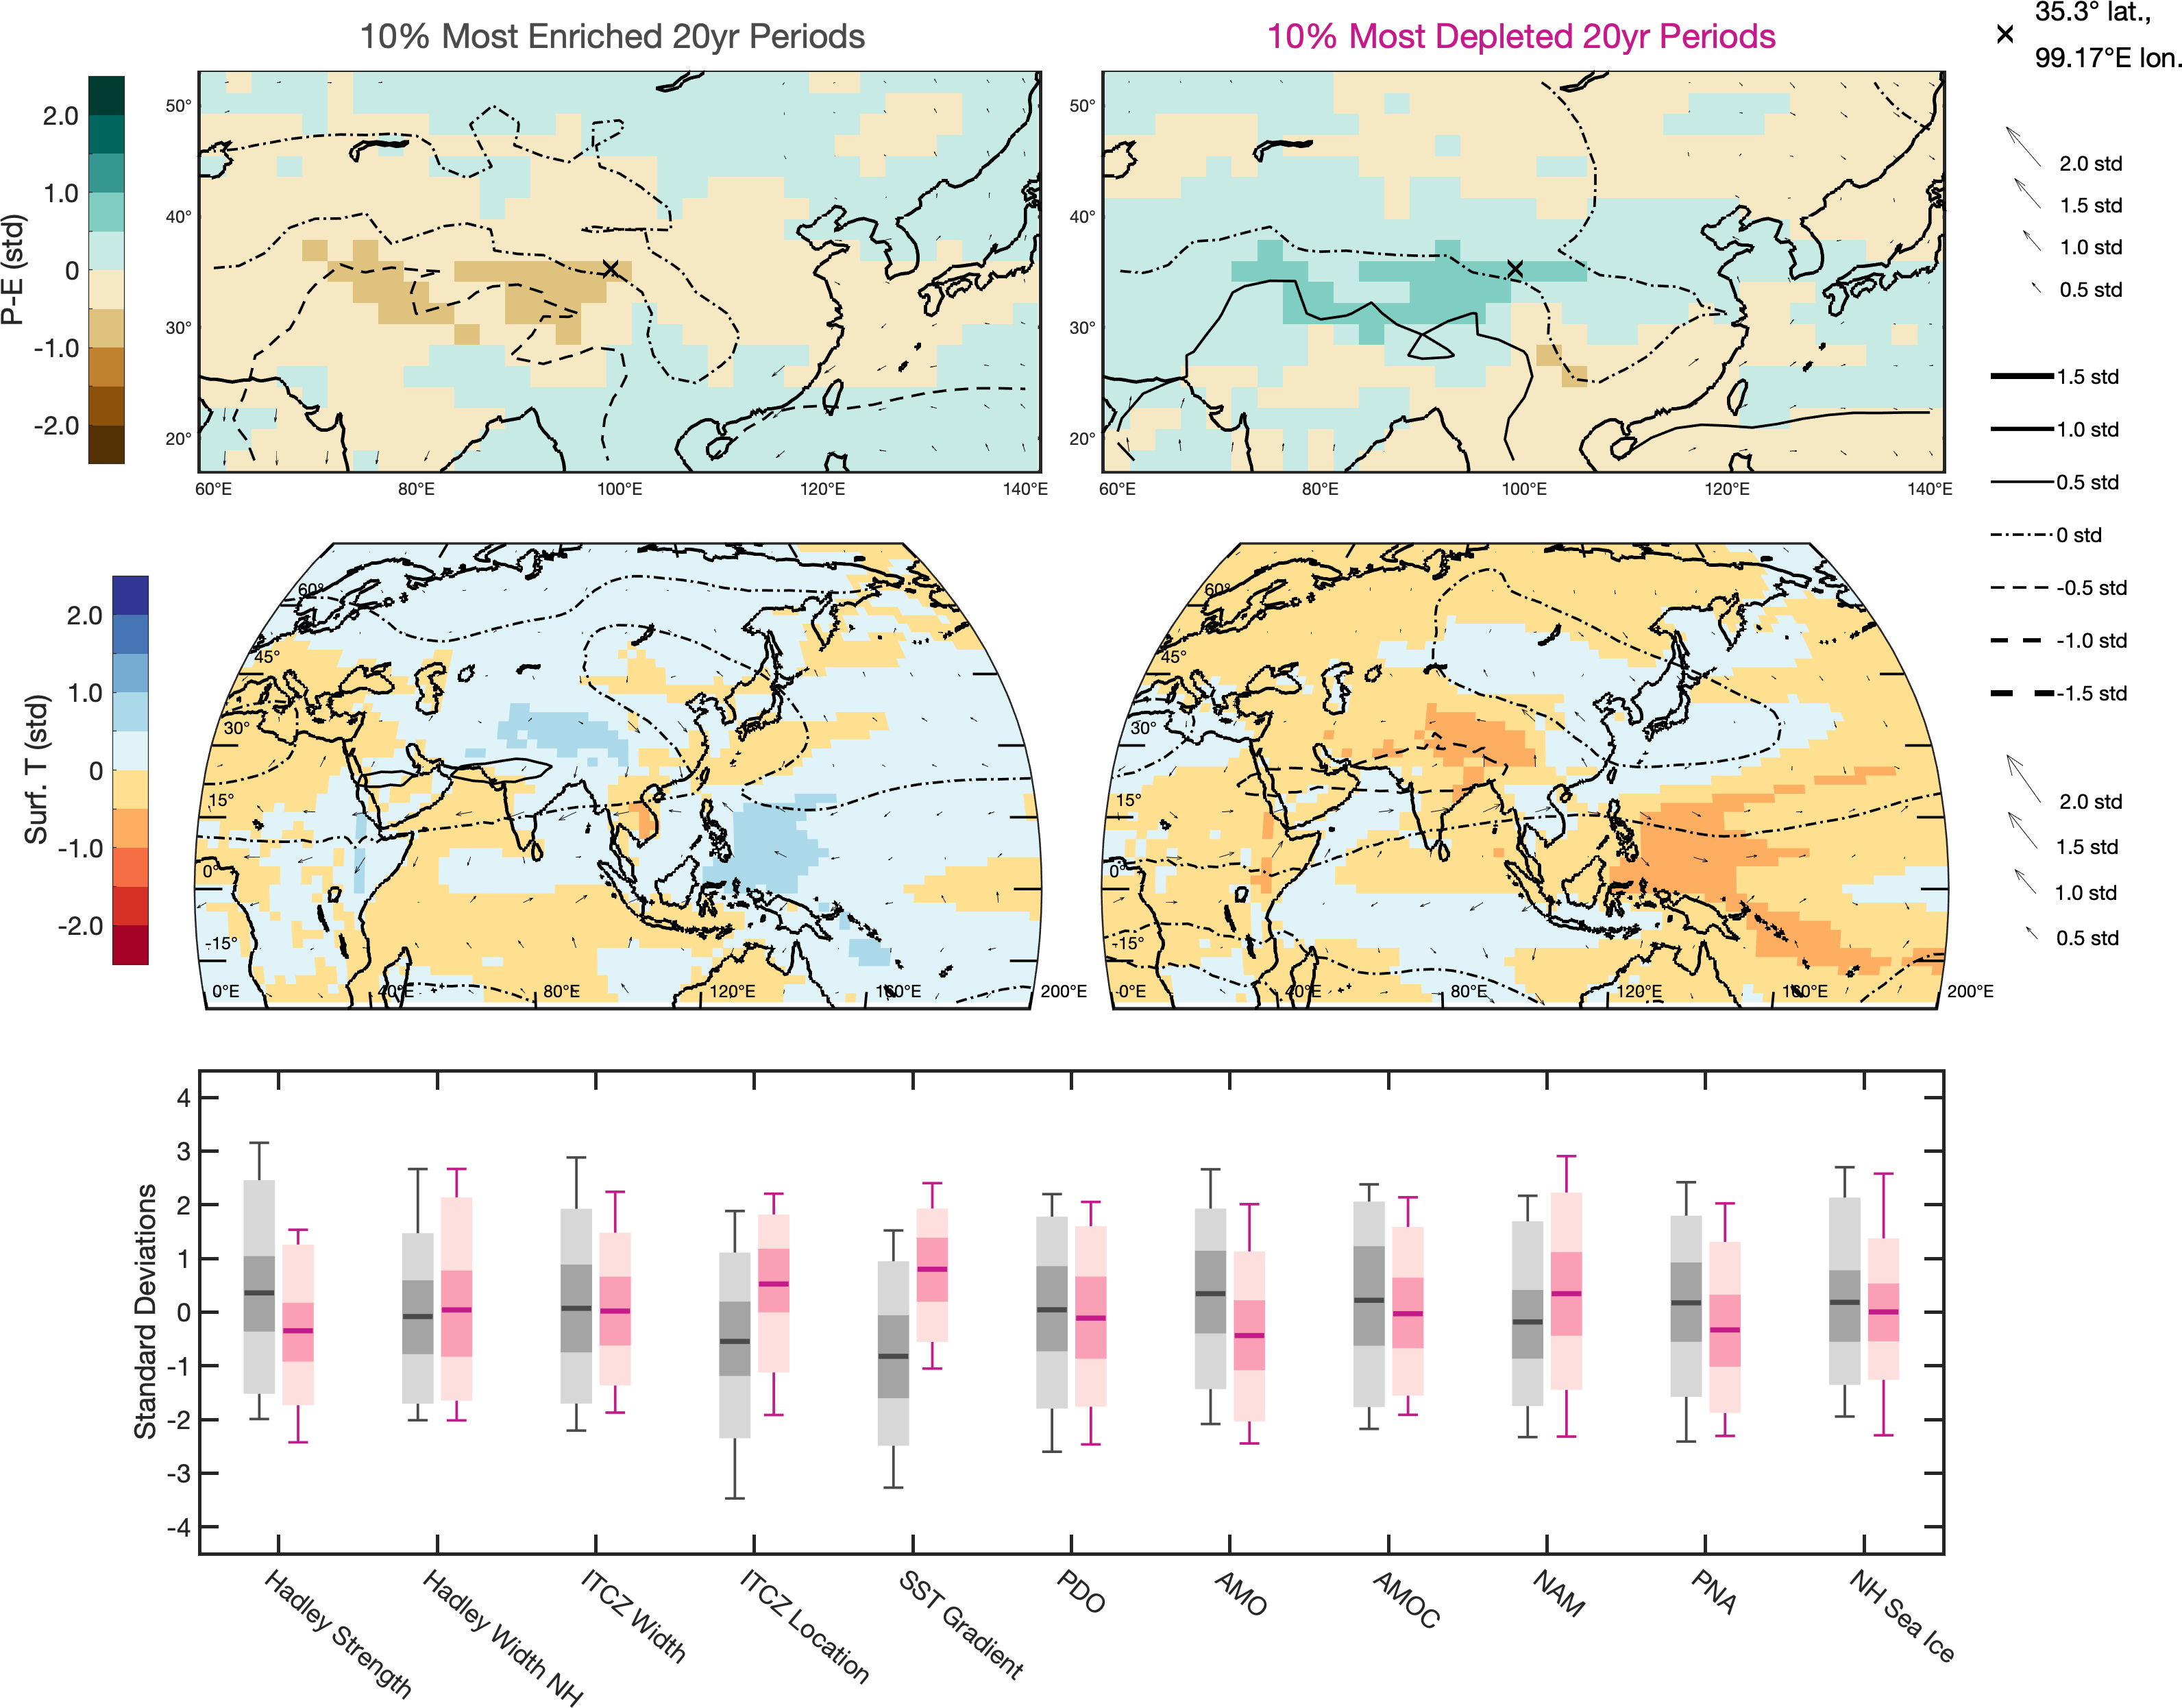 10% Most Enriched 20yr Periods
10% Most Depleted 20yr Periods
35.3° lat.,
99.17°E lon.
P-E (std)
2.0
1.0
0
-1.0
-2.0
50°
40°
30°
20°
60°E 80°E 100°E 120°E 140°E
50°
40°
30°
20°
60°E 80°E 100°E 120°E 140°E
2.0 std
1.5 std
1.0 std
0.5 std
1.5 std
1.0 std
0.5 std
0 std
-0.5 std
-1.0 std
-1.5 std
Surf. T (std)
2.0
1.0
0
-1.0
-2.0
60°
45°
30°
15°
0°
-15°
0°E 40°E 80°E 120°E 160°E 200°E
60°
45°
30°
15°
0°
-15°
0°E 40°E 80°E 120°E 160°E 200°E
2.0 std
1.5 std
1.0 std
0.5 std
Standard Deviations
4
3
2
1
0
-1
-2
-3
-4
Hadley Strength
Hadley Width NH
ITCZ Width
ITCZ Location
SST Gradient
PDO
AMO
AMOC
NAM
PNA
NH Sea Ice